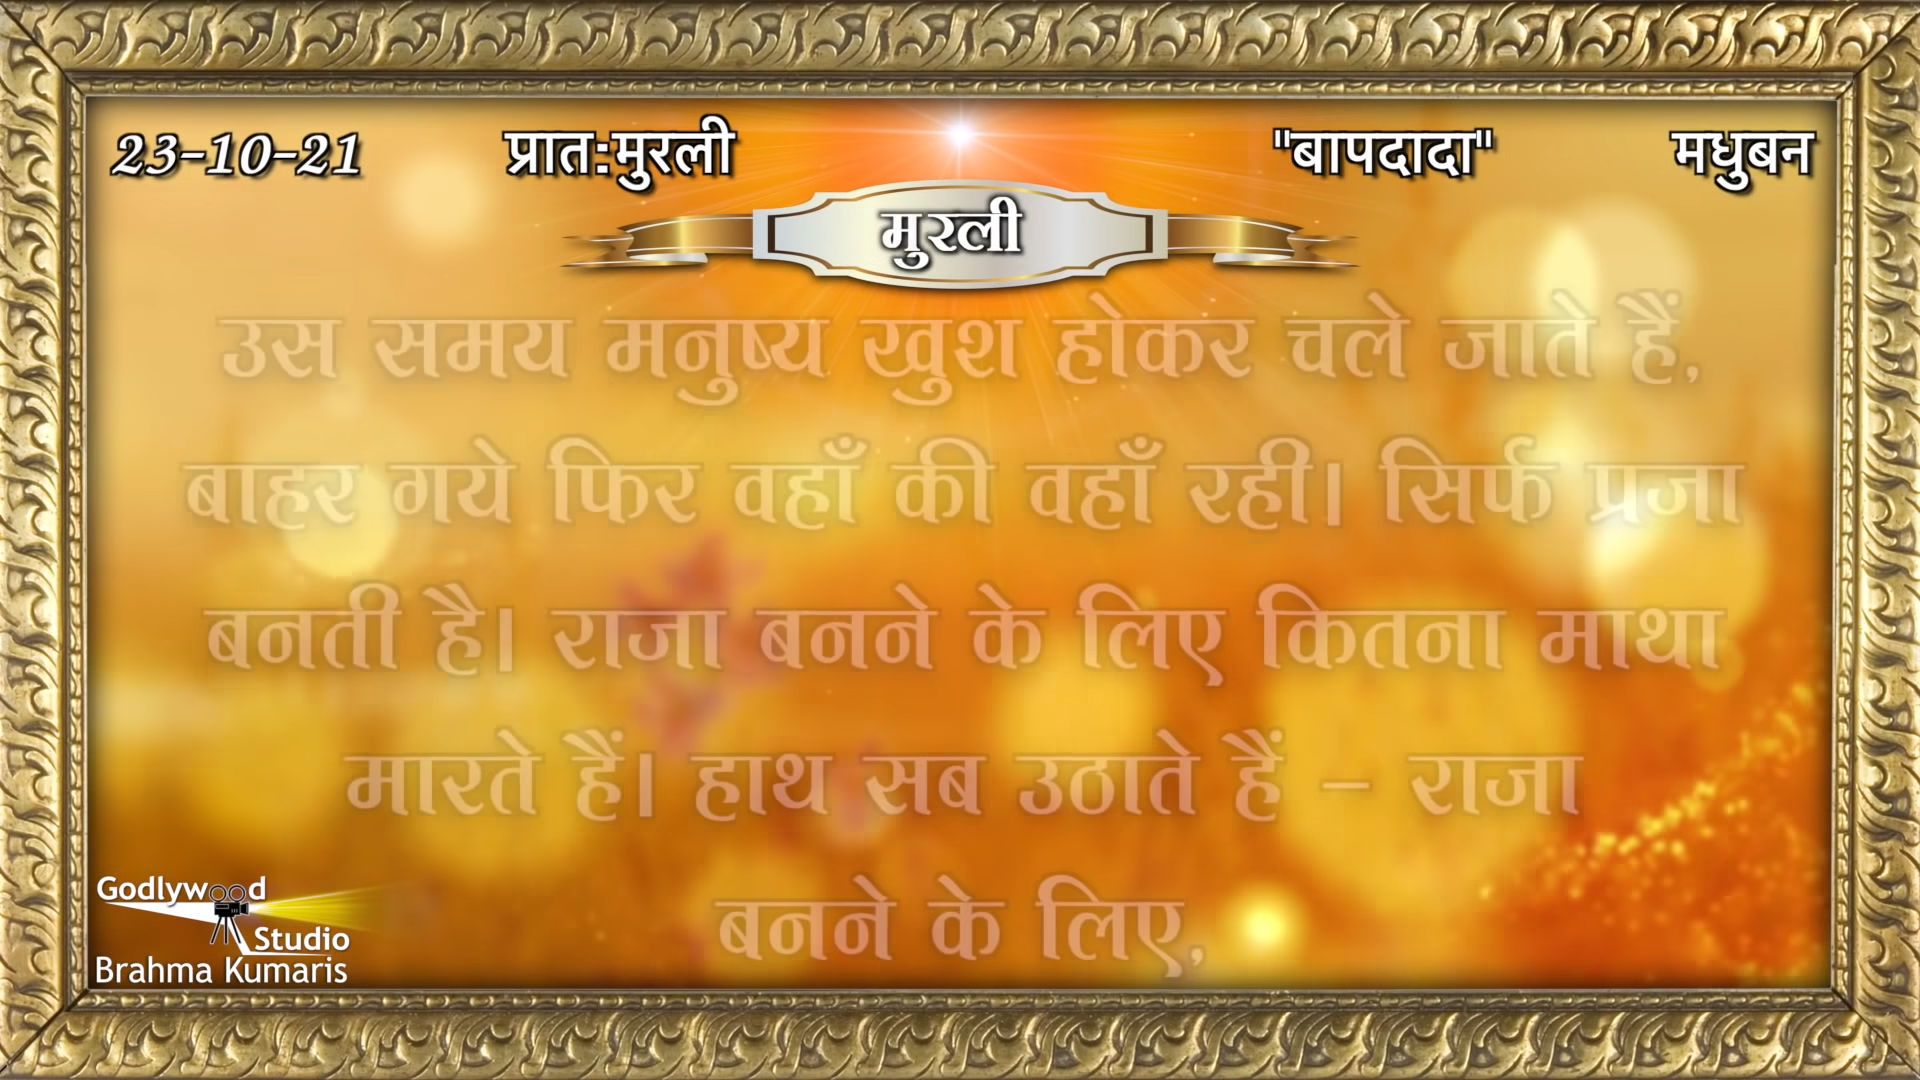 23-10-21 प्रात:मुरली "बापदादा" मधुबन
मुरली
उस समय मनुष्य खुश होकर चले जाते हैं,
बाहर गये फिर वहाँ की वहाँ रही। सिर्फ प्रजा
बनती है। राजा बनने के लिए कितना माथा
मारते हैं। हाथ सब उठाते हैं – राजा
बनने के लिए,
Godlywood
Studio
Brahma Kumaris